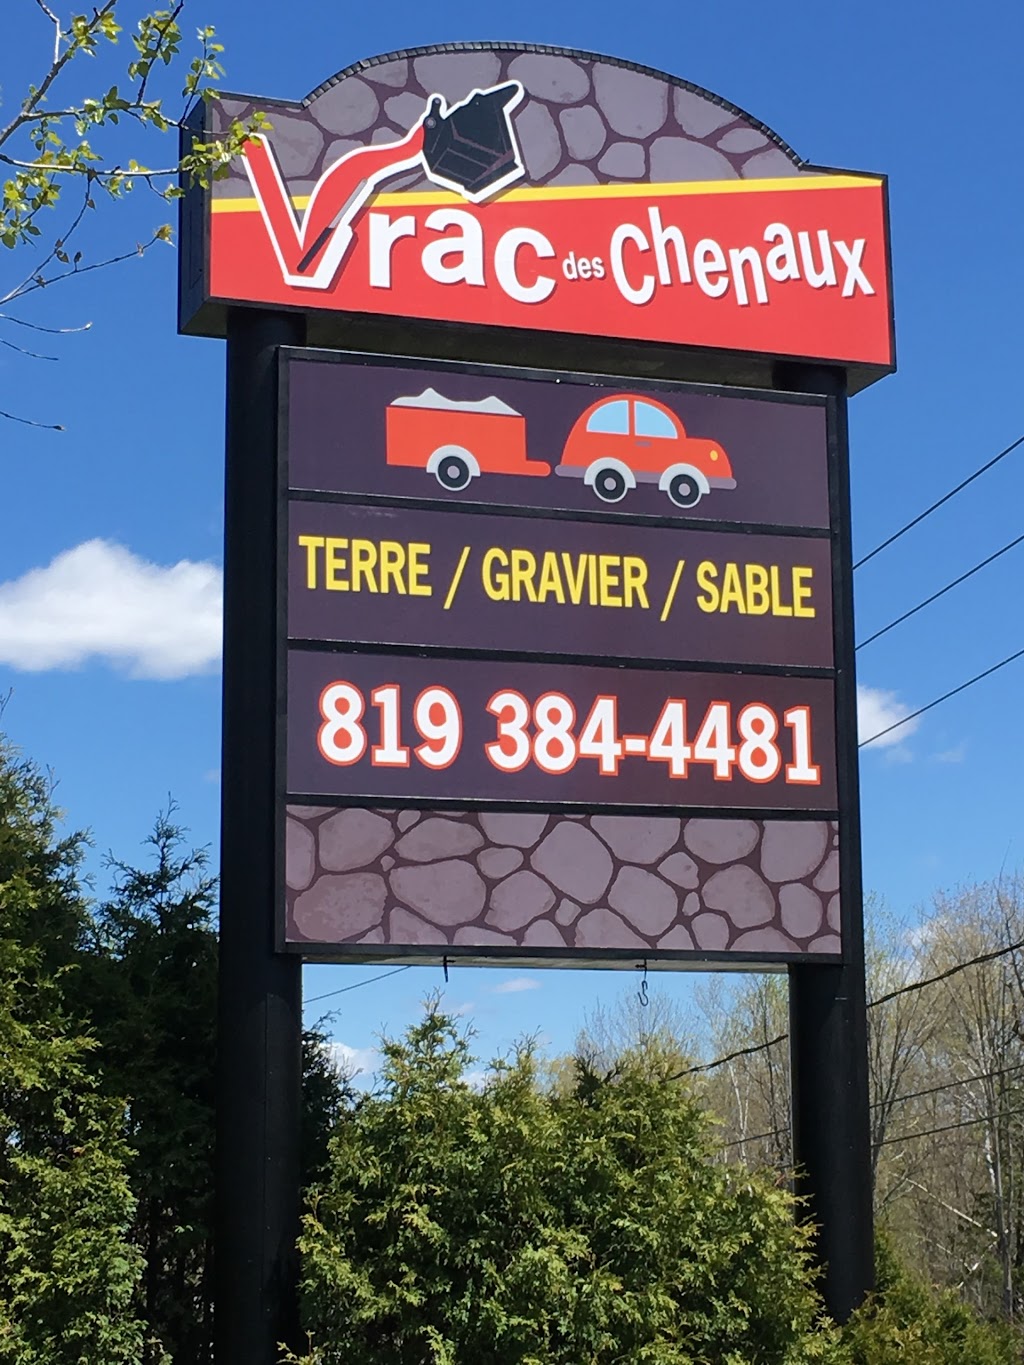 Vrac des Chenaux
TERRE / GRAVIER / SABLE
819 384-4481